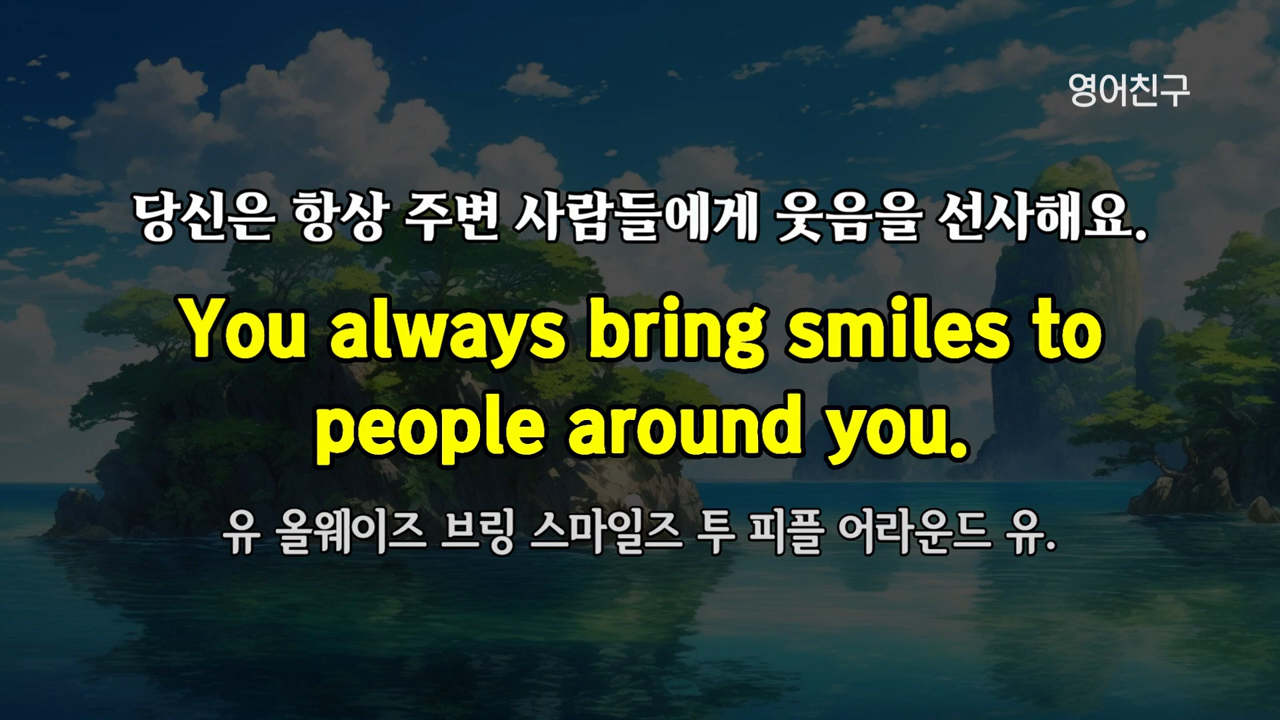 영어친구
당신은 항상 주변 사람들에게 웃음을 선사해요.
You always bring smiles to
people around you.
유 올웨이즈 브링 스마일즈 투 피플 어라운드 유.